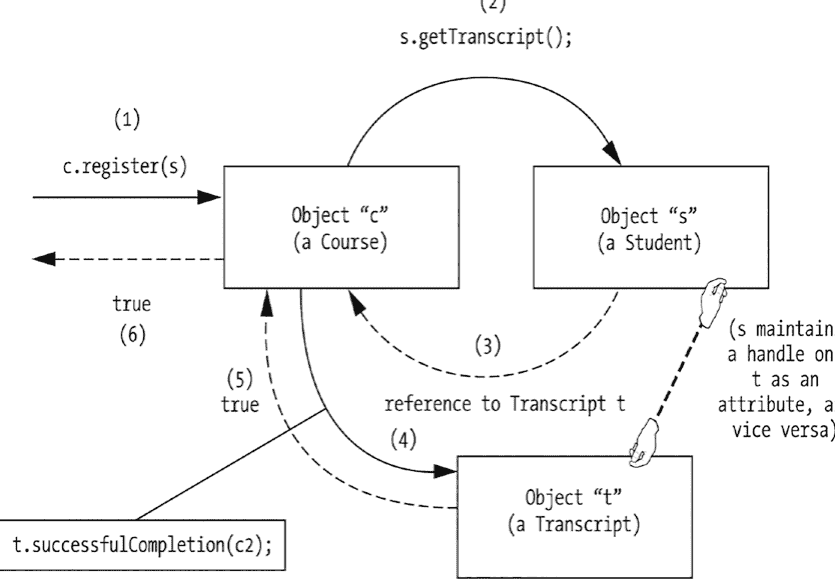 (2)
s.getTranscript();
(1)
c.register(s)
Object “c”
(a Course)
Object “s”
(a Student)
true
(6)
(3)
(s maintain
a handle on
t as an
attribute, a
vice versa)
(5)
true
reference to Transcript t
(4)
Object “t”
(a Transcript)
t.successfulCompletion(c2);